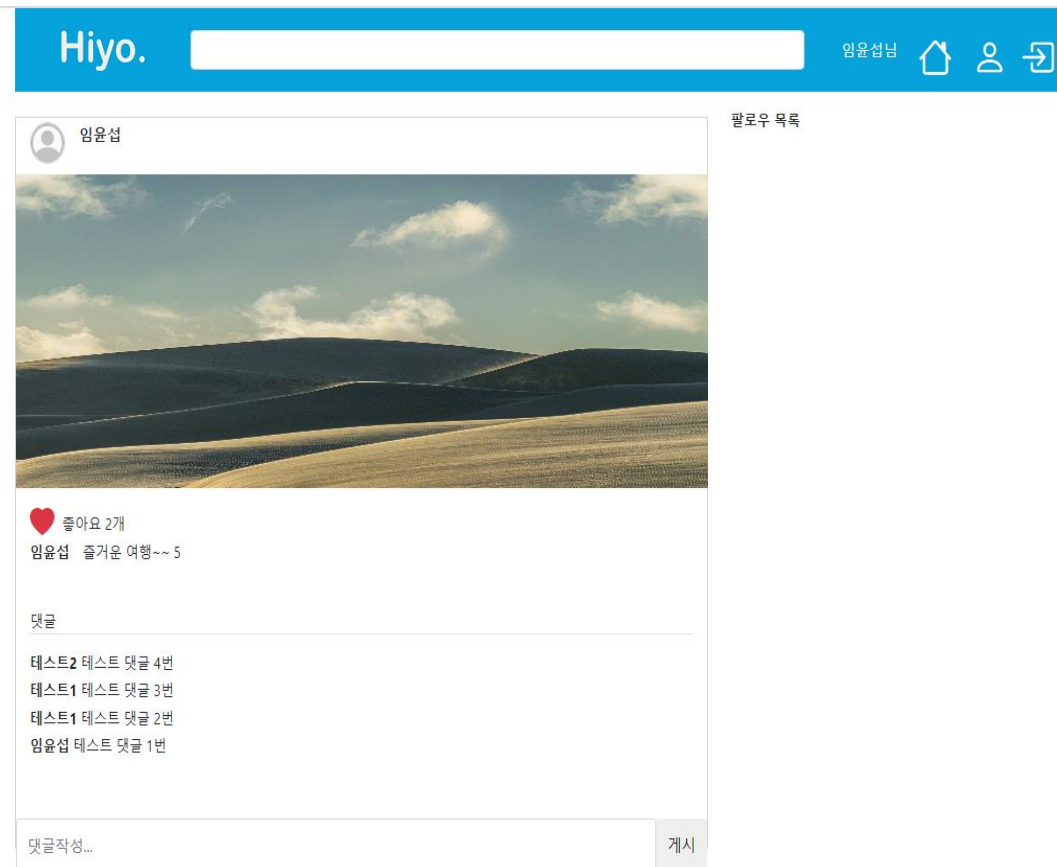 Hiyo.
임윤섭님
팔로우 목록
임윤섭
좋아요 2개
임윤섭 즐거운 여행~~ 5
댓글
테스트2 테스트 댓글 4번
테스트1 테스트 댓글 3번
테스트1 테스트 댓글 2번
임윤섭 테스트 댓글 1번
댓글작성...
게시